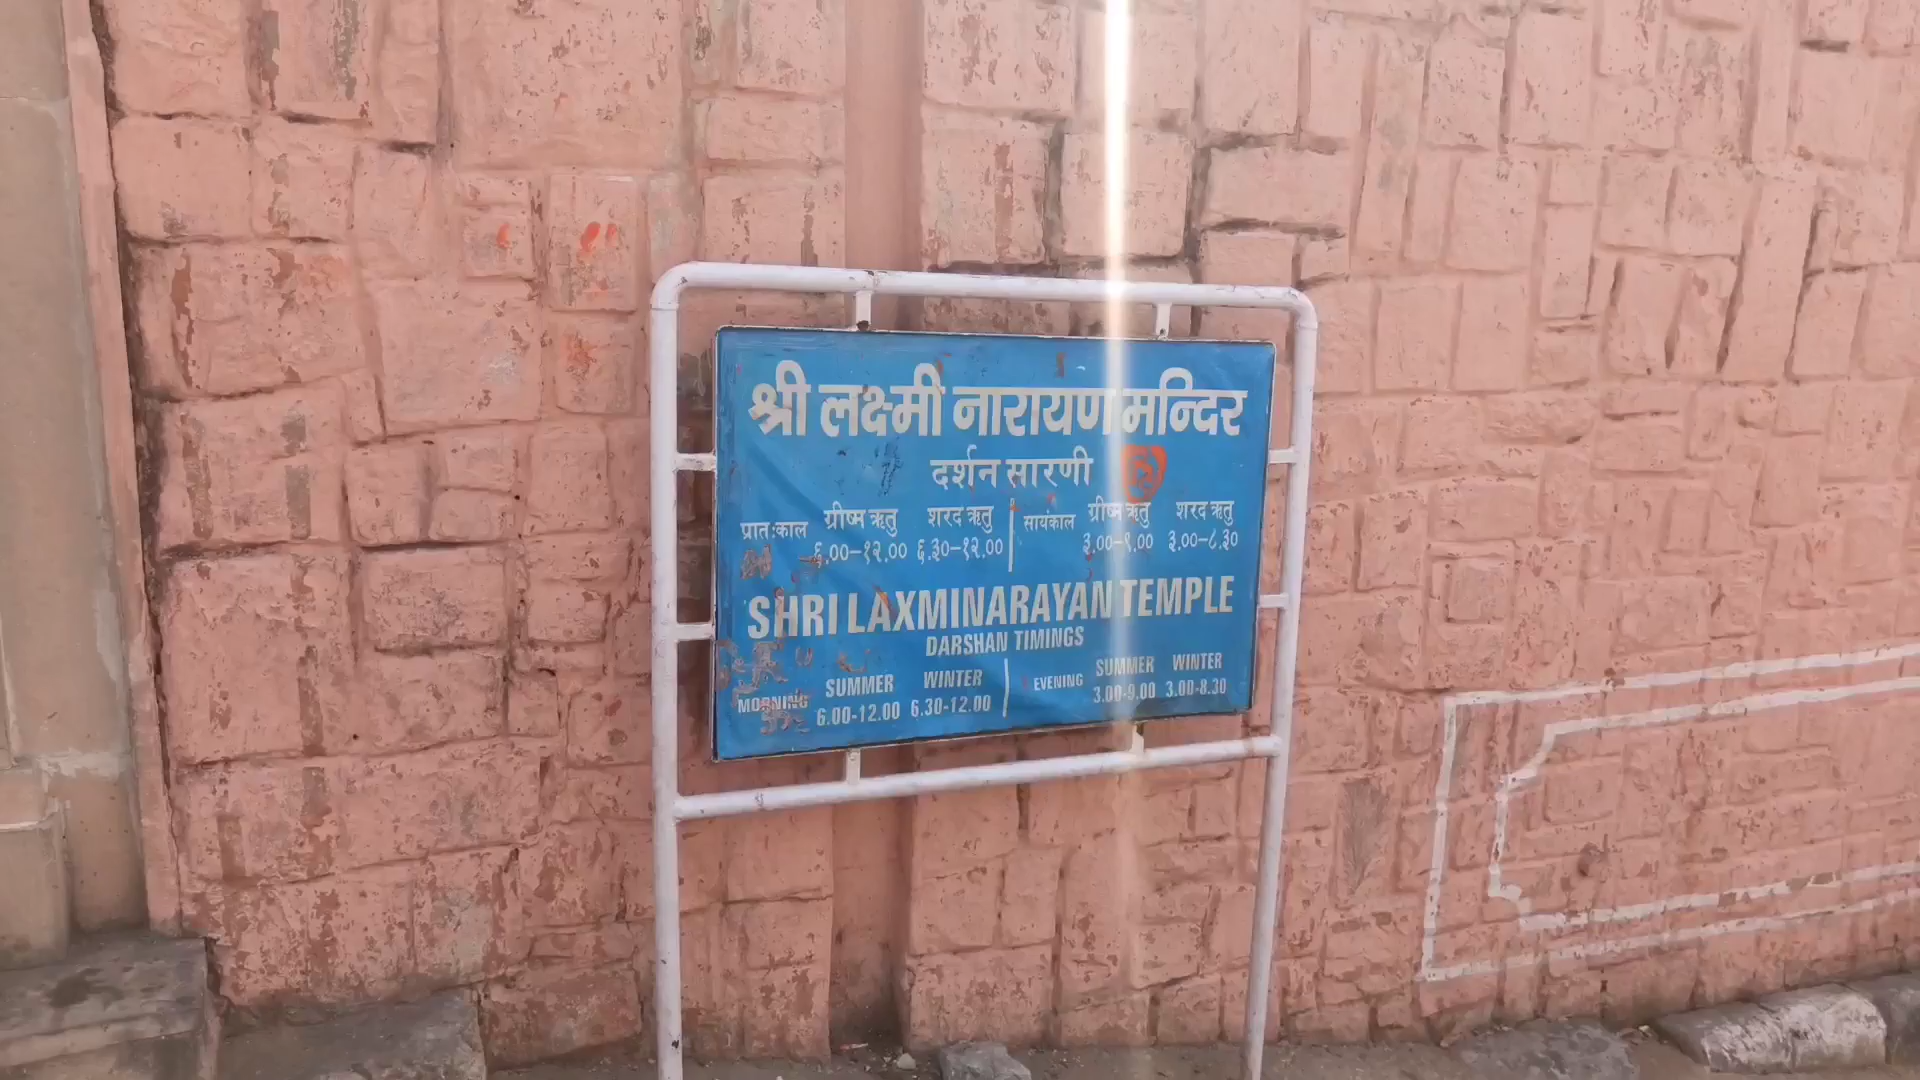 श्री लक्ष्मी नारायण मन्दिर
दर्शन सारणी
प्रातःकाल ग्रीष्म ऋतु शरद ऋतु सायंकाल ग्रीष्म ऋतु शरद ऋतु
६.००–१२.०० ६.३०–१२.०० ३.००–९.०० ३.००–८.३०
SHRI LAXMINARAYAN TEMPLE
DARSHAN TIMINGS
MORNING SUMMER WINTER EVENING SUMMER WINTER
6.00-12.00 6.30-12.00 3.00-9.00 3.00-8.30